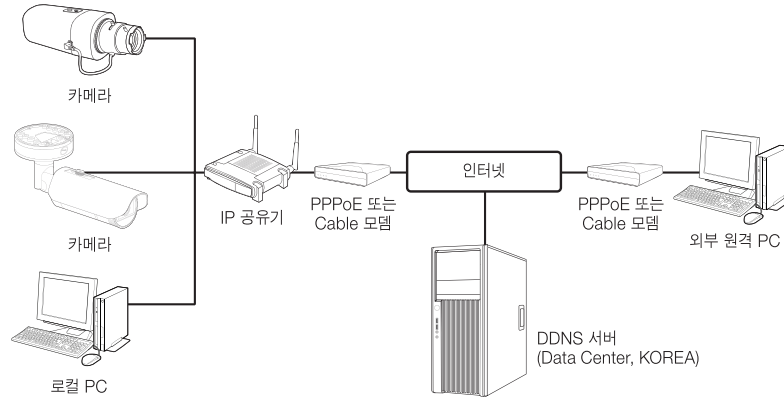 카메라
카메라
로컬 PC
IP 공유기
PPPoE 또는
Cable 모뎀
인터넷
DDNS 서버
(Data Center, KOREA)
PPPoE 또는
Cable 모뎀
외부 원격 PC